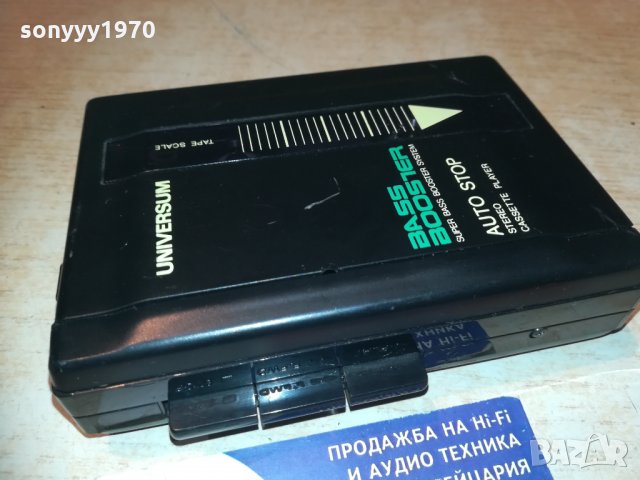 sonyyy1970
TAPE SCALE
UNIVERSUM
BASS
BOOSTER
SUPER BASS BOOSTER SYSTEM
AUTO STOP
STEREO
CASSETTE PLAYER
ПРОДАЖБА НА Hi-Fi
И АУДИО ТЕХНИКА
BAZAR